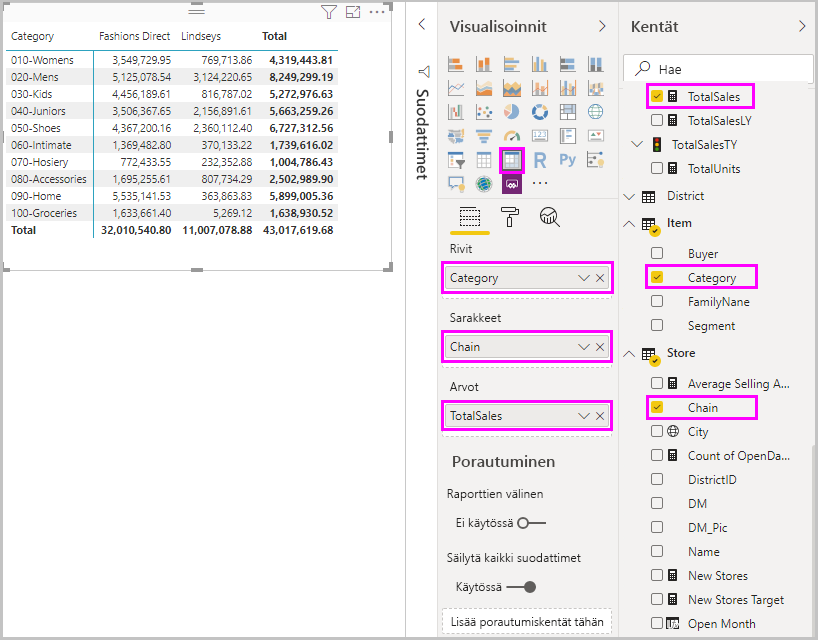 Category Fashions Direct Lindseys Total
010-Womens 3,549,729.95 769,713.86 4,319,443.81
020-Mens 5,125,078.54 3,124,220.65 8,249,299.19
030-Kids 4,456,189.61 816,787.02 5,272,976.63
040-Juniors 3,506,367.65 2,156,891.61 5,663,259.26
050-Shoes 4,367,200.16 2,360,112.40 6,727,312.56
060-Intimate 1,369,482.80 370,133.22 1,739,616.02
070-Hosiery 772,433.55 232,352.88 1,004,786.43
080-Accessories 1,695,255.61 807,734.29 2,502,989.90
090-Home 5,535,141.53 363,863.83 5,899,005.36
100-Groceries 1,633,661.40 5,269.12 1,638,930.52
Total 32,010,540.80 11,007,078.88 43,017,619.68
Suodattimet
Visualisoinnit
R Py
123
Rivit
Category
Sarakkeet
Chain
Arvot
TotalSales
Porautuminen
Raporttien välinen
Ei käytössä
Säilytä kaikki suodattimet
Käytössä
Lisää porautumiskentät tähän
Kentät
Hae
TotalSales
TotalSalesLY
TotalSalesTY
TotalUnits
District
Item
Buyer
Category
FamilyNane
Segment
Store
Average Selling A...
Chain
City
Count of OpenDa...
DistrictID
DM
DM_Pic
Name
New Stores
New Stores Target
Open Month